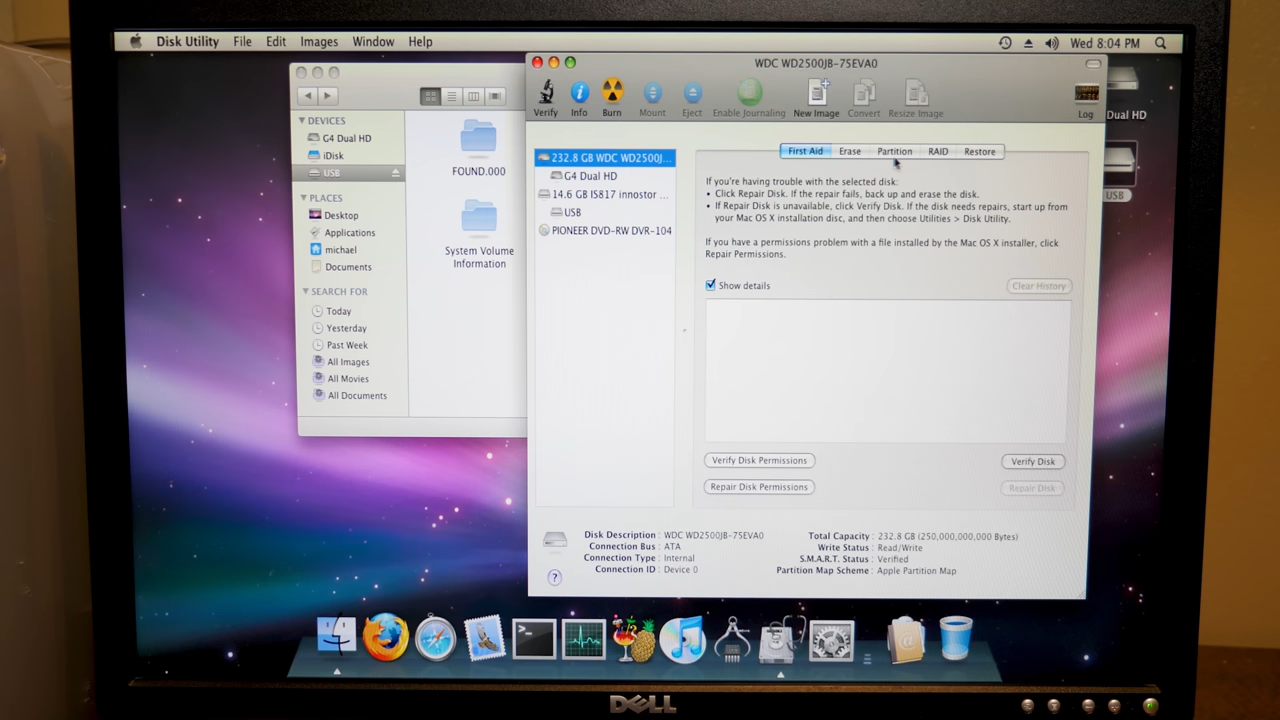 Disk Utility File Edit Images Window Help
Wed 8:04 PM
WDC WD2500JB-75EVA0
Verify Info Burn Mount Eject Enable Journaling New Image Convert Resize Image Log
DEVICES
G4 Dual HD
iDisk
USB
PLACES
Desktop
Applications
michael
Documents
SEARCH FOR
Today
Yesterday
Past Week
All Images
All Movies
All Documents
FOUND.000
System Volume
Information
232.8 GB WDC WD2500J...
G4 Dual HD
14.6 GB IS817 innostor ...
USB
PIONEER DVD-RW DVR-104
First Aid Erase Partition RAID Restore
If you're having trouble with the selected disk:
• Click Repair Disk. If the repair fails, back up and erase the disk.
• If Repair Disk is unavailable, click Verify Disk. If the disk needs repairs, start up from
your Mac OS X installation disc, and then choose Utilities > Disk Utility.
If you have a permissions problem with a file installed by the Mac OS X installer, click
Repair Permissions.
Show details
Clear History
Verify Disk Permissions
Verify Disk
Repair Disk Permissions
Repair Disk
Disk Description : WDC WD2500JB-75EVA0
Connection Bus : ATA
Connection Type : Internal
Connection ID : Device 0
Total Capacity : 232.8 GB (250,000,000,000 Bytes)
Write Status : Read/Write
S.M.A.R.T. Status : Verified
Partition Map Scheme : Apple Partition Map
?
Dual HD
USB
DELL